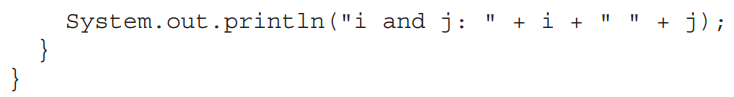 System.out.println("i and j: " + i + " " + j);
  }
}